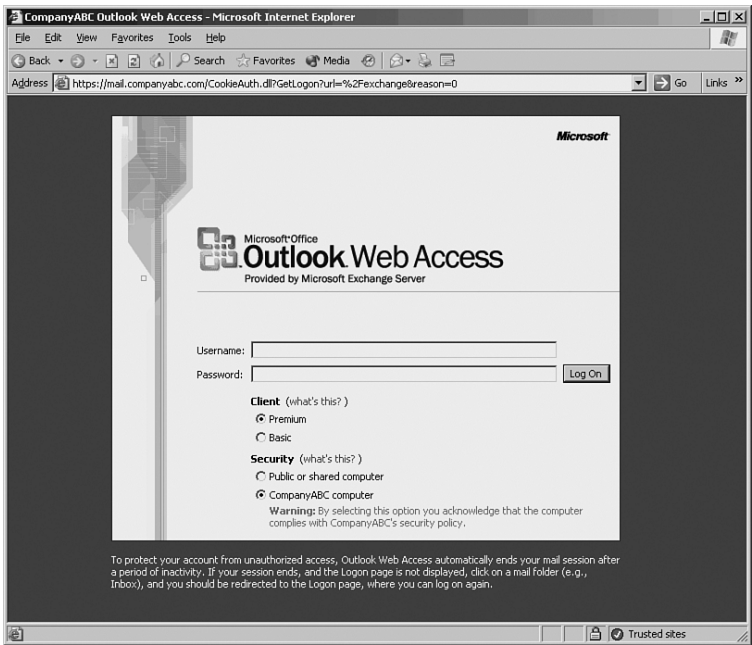 CompanyABC Outlook Web Access - Microsoft Internet Explorer
File Edit View Favorites Tools Help
Back Search Favorites Media
Address https://mail.companyabc.com/CookieAuth.dll?GetLogon?url=%2Fexchange&reason=0 Go Links »
Microsoft
Microsoft Office
Outlook Web Access
Provided by Microsoft Exchange Server
Username:
Password: Log On
Client (what's this? )
Premium
Basic
Security (what's this? )
Public or shared computer
CompanyABC computer
Warning: By selecting this option you acknowledge that the computer
complies with CompanyABC's security policy.
To protect your account from unauthorized access, Outlook Web Access automatically ends your mail session after
a period of inactivity. If your session ends, and the Logon page is not displayed, click on a mail folder (e.g.,
Inbox), and you should be redirected to the Logon page, where you can log on again.
Trusted sites